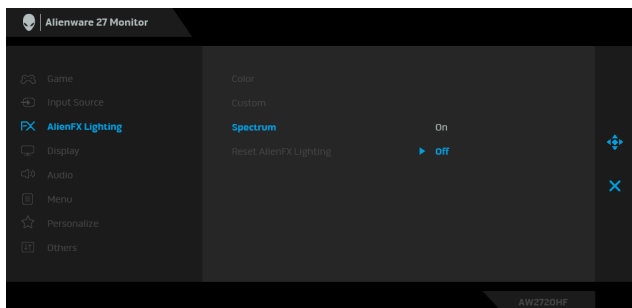 Alienware 27 Monitor
Game
Color
Input Source
Custom
FX AlienFX Lighting
Spectrum
On
Display
Reset AlienFX Lighting
Off
Audio
Menu
Personalize
Others
AW2720HF